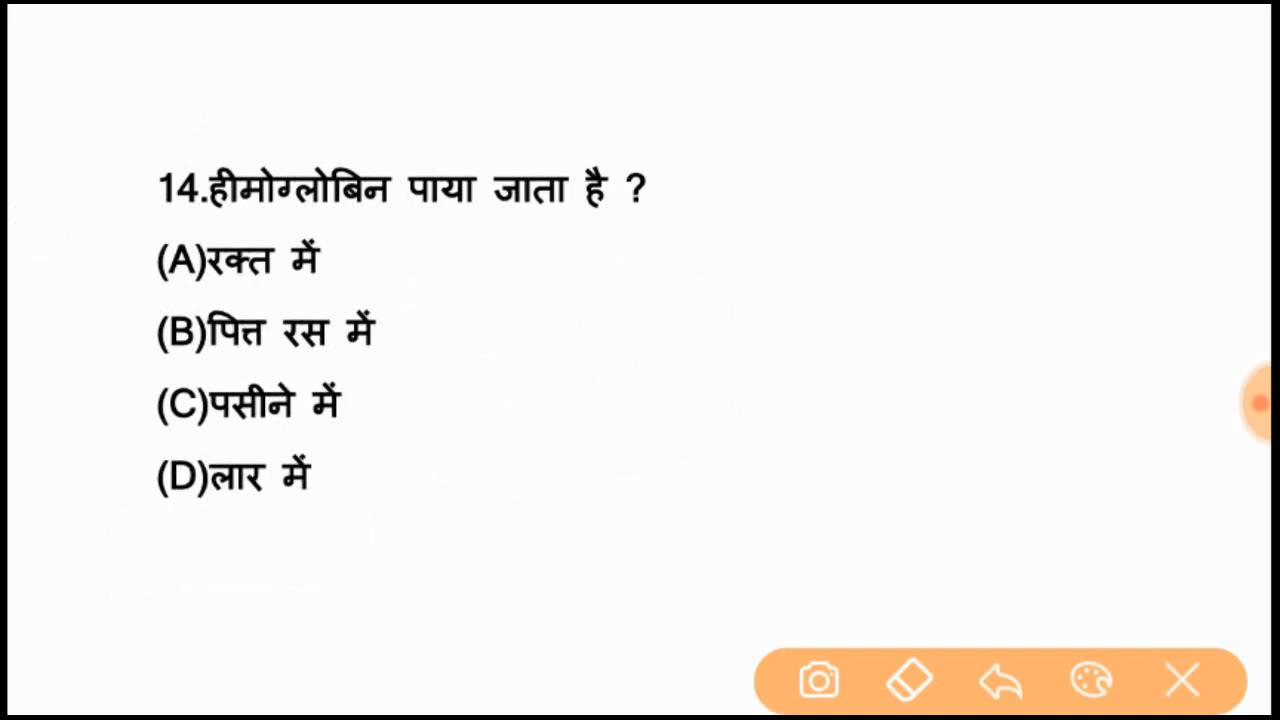 14.हीमोग्लोबिन पाया जाता है ?
(A)रक्त में
(B)पित्त रस में
(C)पसीने में
(D)लार में